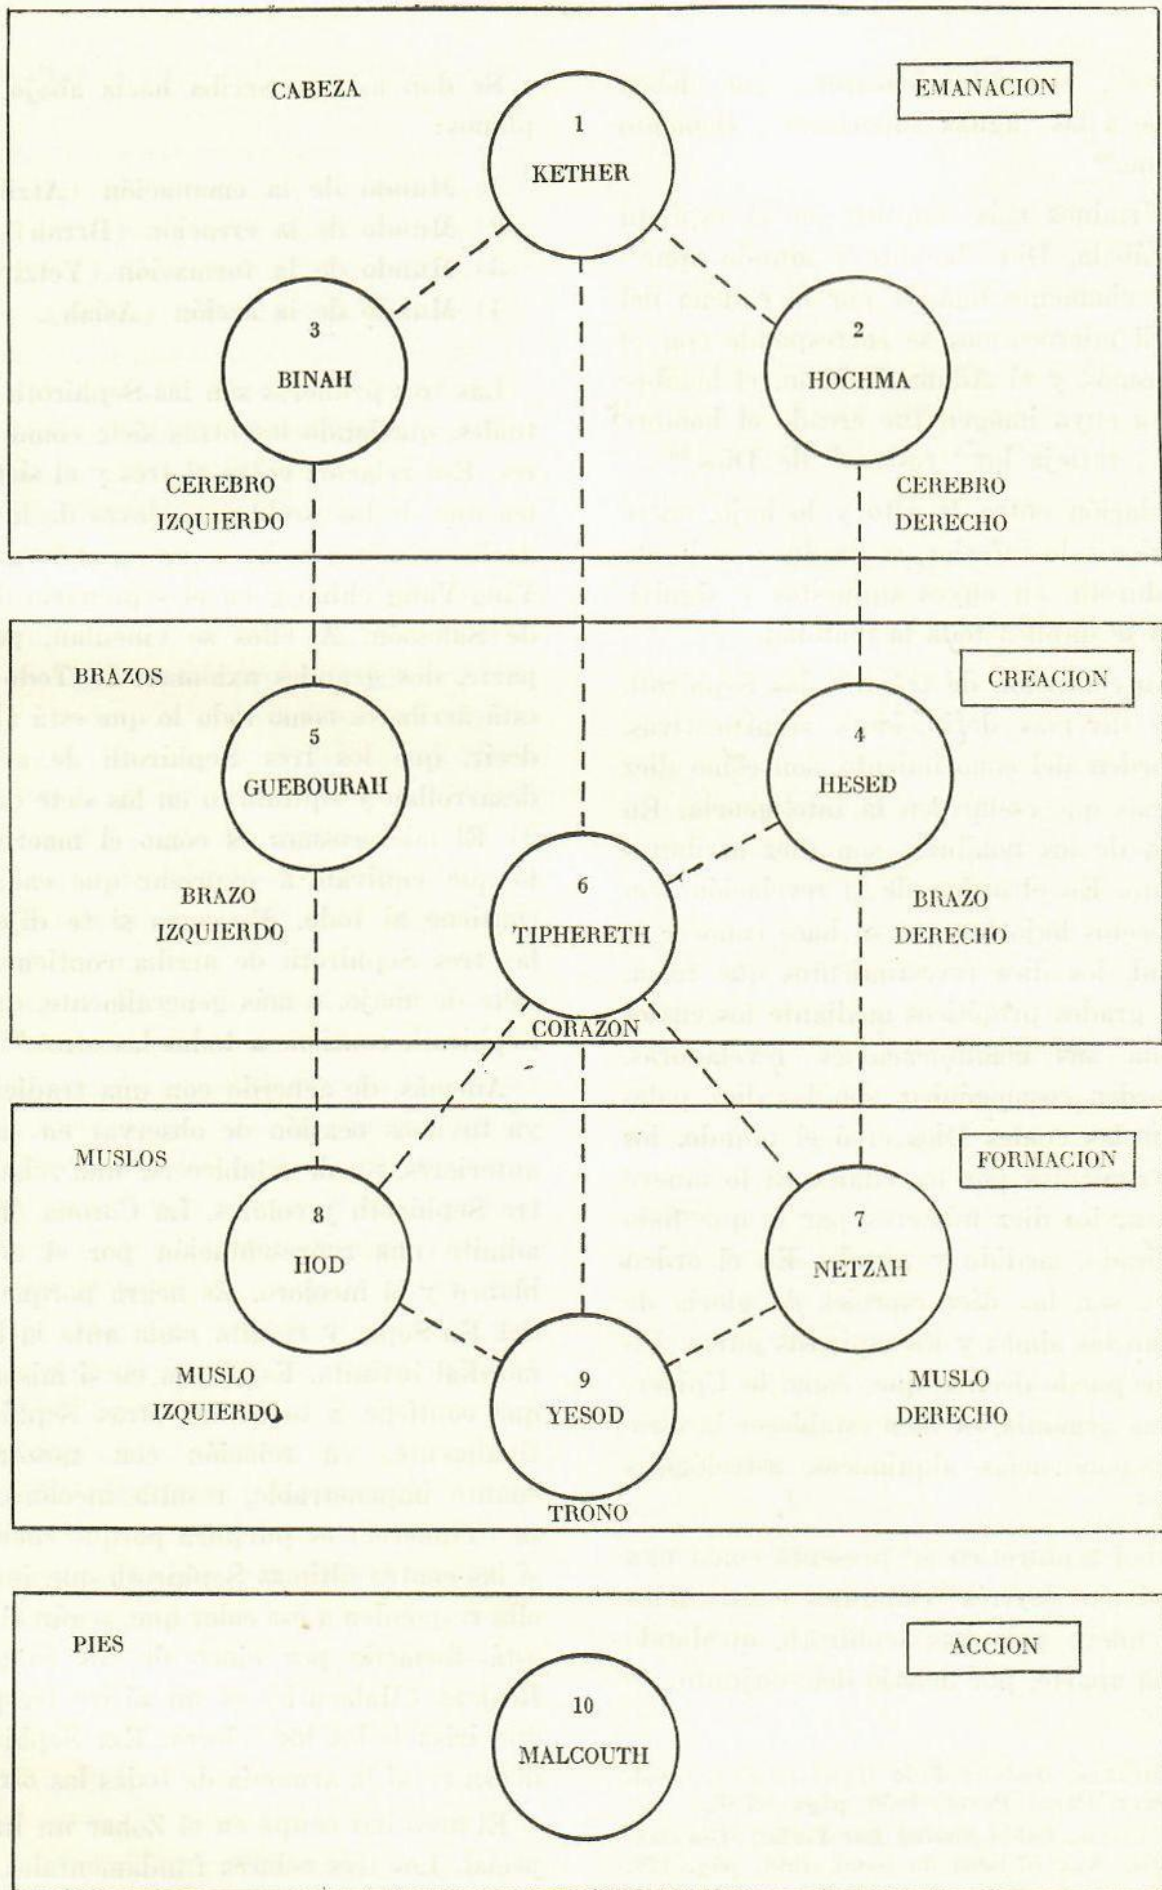 CABEZA
EMANACION
1
KETHER
3
BINAH
2
HOCHMA
CEREBRO
IZQUIERDO
CEREBRO
DERECHO
BRAZOS
CREACION
5
GUEBOURAH
4
HESED
6
TIPHERETH
BRAZO
IZQUIERDO
BRAZO
DERECHO
CORAZON
MUSLOS
FORMACION
8
HOD
7
NETZAH
9
YESOD
MUSLO
IZQUIERDO
MUSLO
DERECHO
TRONO
PIES
ACCION
10
MALCOUTH